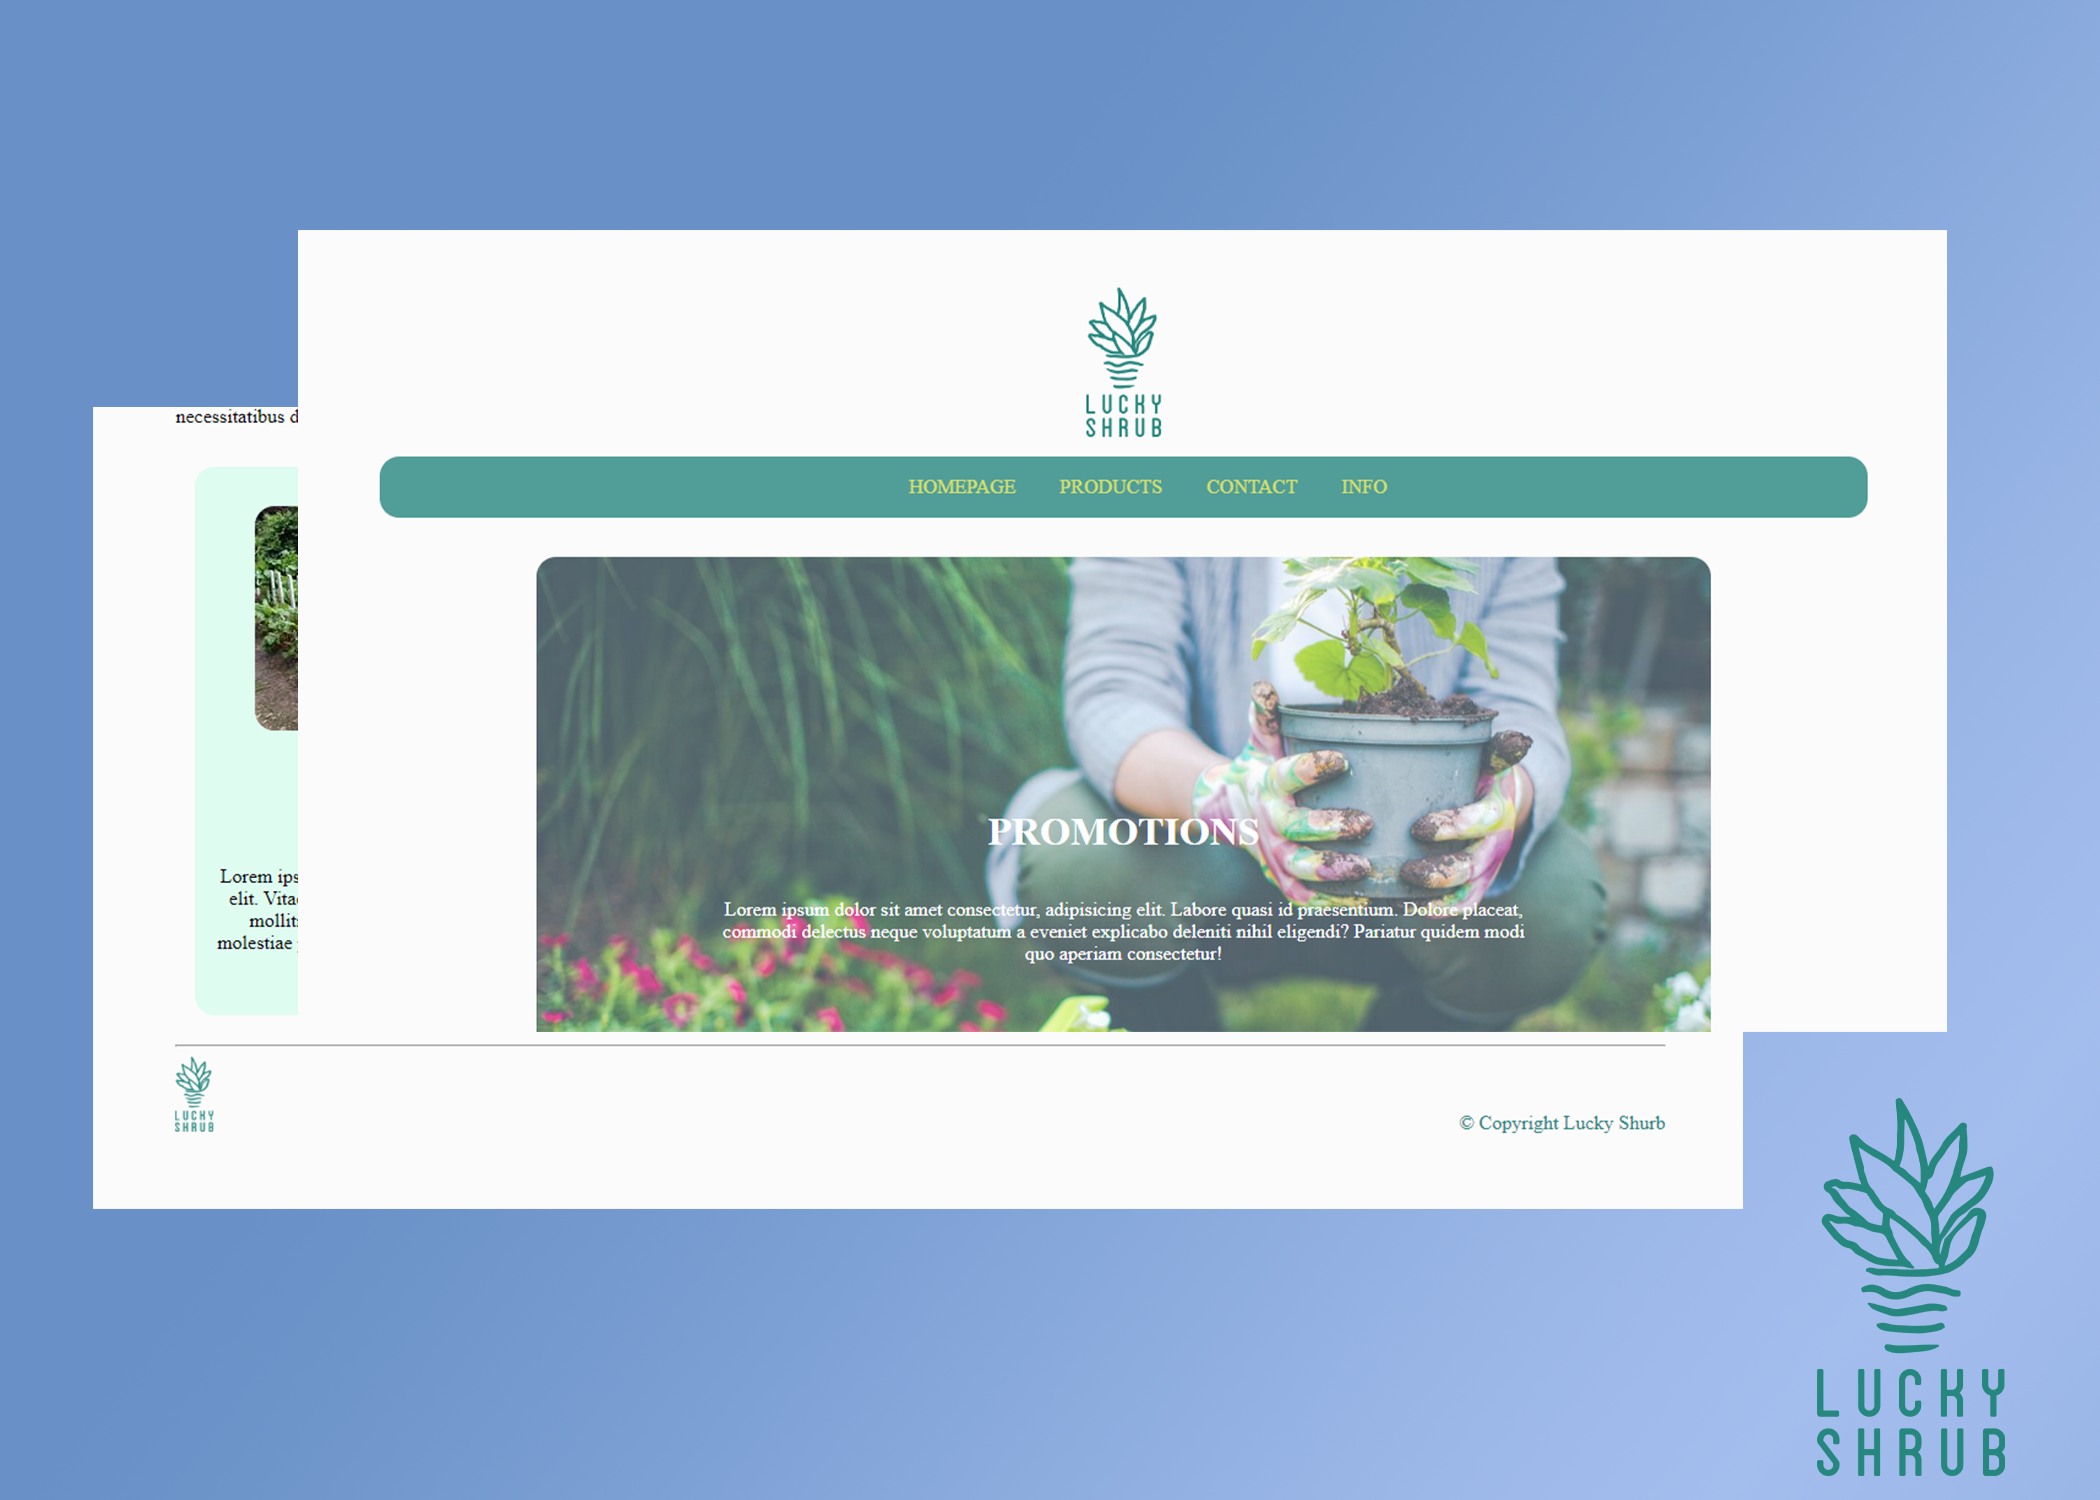 LUCKY
SHRUB
HOMEPAGE PRODUCTS CONTACT INFO
PROMOTIONS
Lorem ipsum dolor sit amet consectetur, adipisicing elit. Labore quasi id praesentium. Dolore placeat,
commodi delectus neque voluptatum a eveniet explicabo deleniti nihil eligendi? Pariatur quidem modi
quo aperiam consectetur!
necessitatibus d
Lorem ips
elit. Vita
mollit
molestiae
LUCKY
SHRUB
© Copyright Lucky Shurb
LUCKY
SHRUB